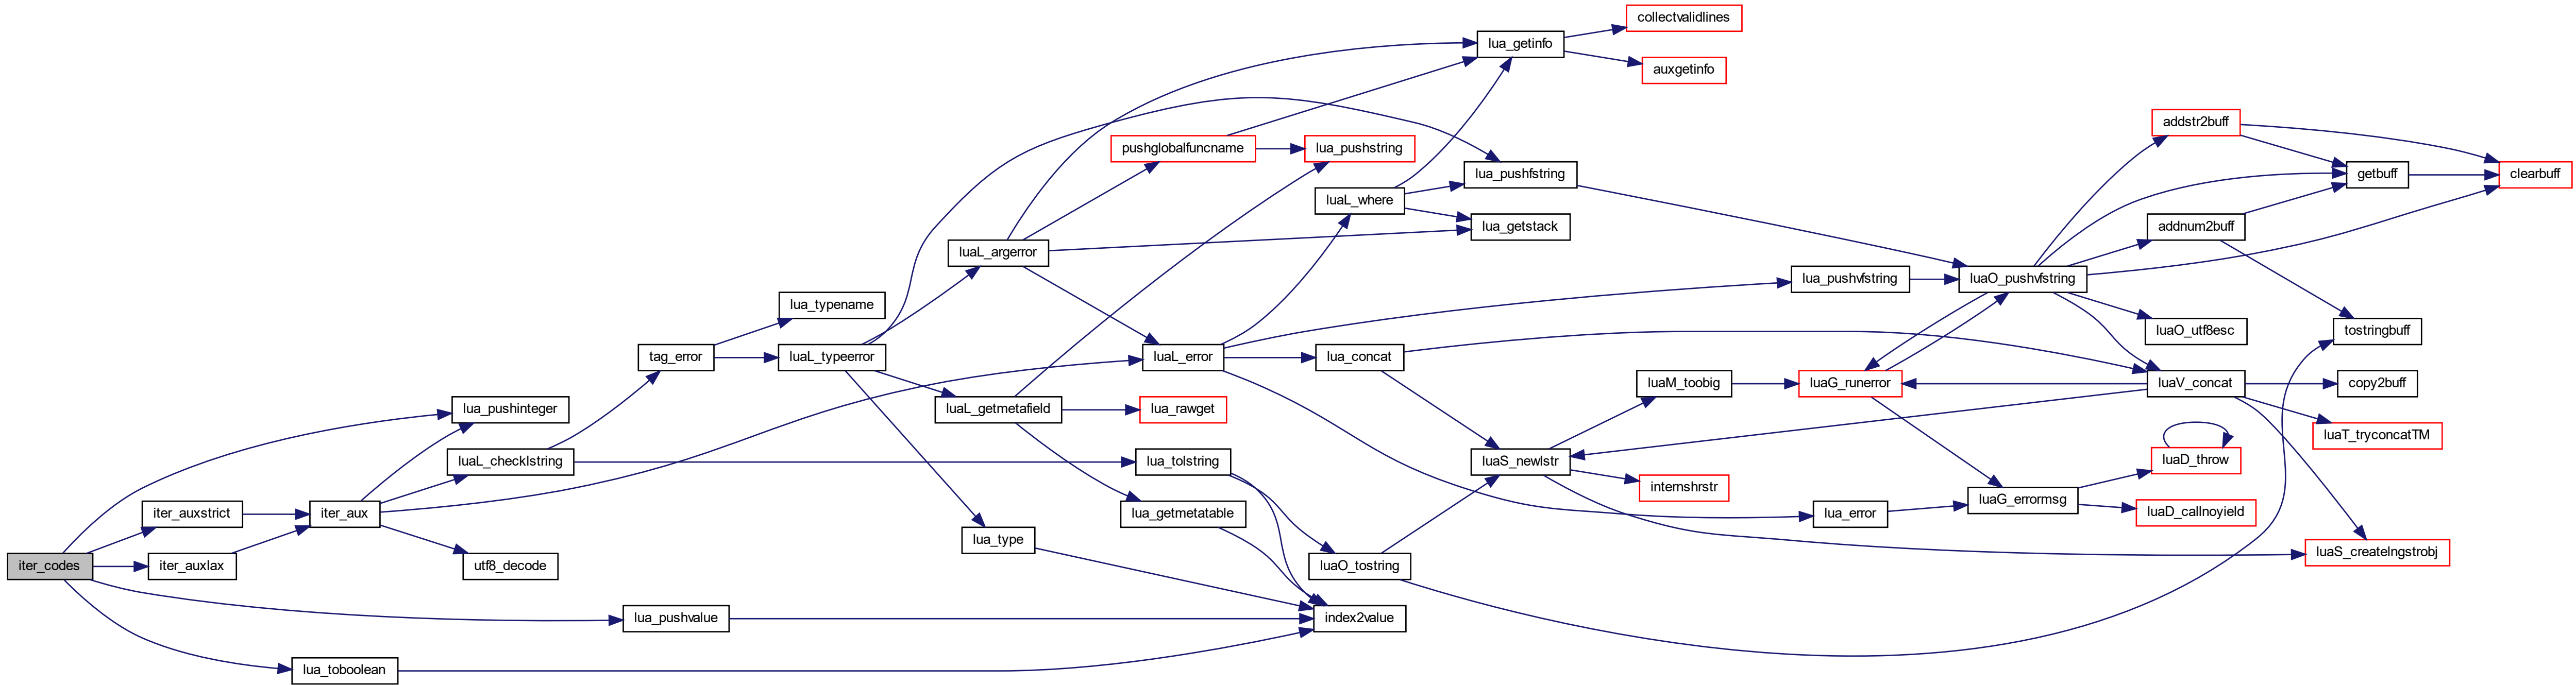 iter_codes
iter_auxstrict
iter_auxlax
lua_pushinteger
iter_aux
luaL_checklstring
utf8_decode
lua_pushvalue
lua_toboolean
tag_error
lua_typename
luaL_typeerror
luaL_argerror
luaL_getmetafield
lua_type
pushglobalfuncname
luaL_error
lua_rawget
lua_tolstring
lua_getmetatable
lua_pushstring
luaL_where
lua_concat
luaO_tostring
index2value
lua_getinfo
lua_pushfstring
lua_getstack
luaS_newlstr
collectvalidlines
auxgetinfo
luaM_toobig
internshrstr
lua_pushvfstring
luaG_runerror
lua_error
luaO_pushvfstring
luaG_errormsg
addstr2buff
addnum2buff
luaO_utf8esc
luaV_concat
luaD_throw
luaD_callnoyield
getbuff
tostringbuff
copy2buff
luaT_tryconcatTM
luaS_createlngstrobj
clearbuff